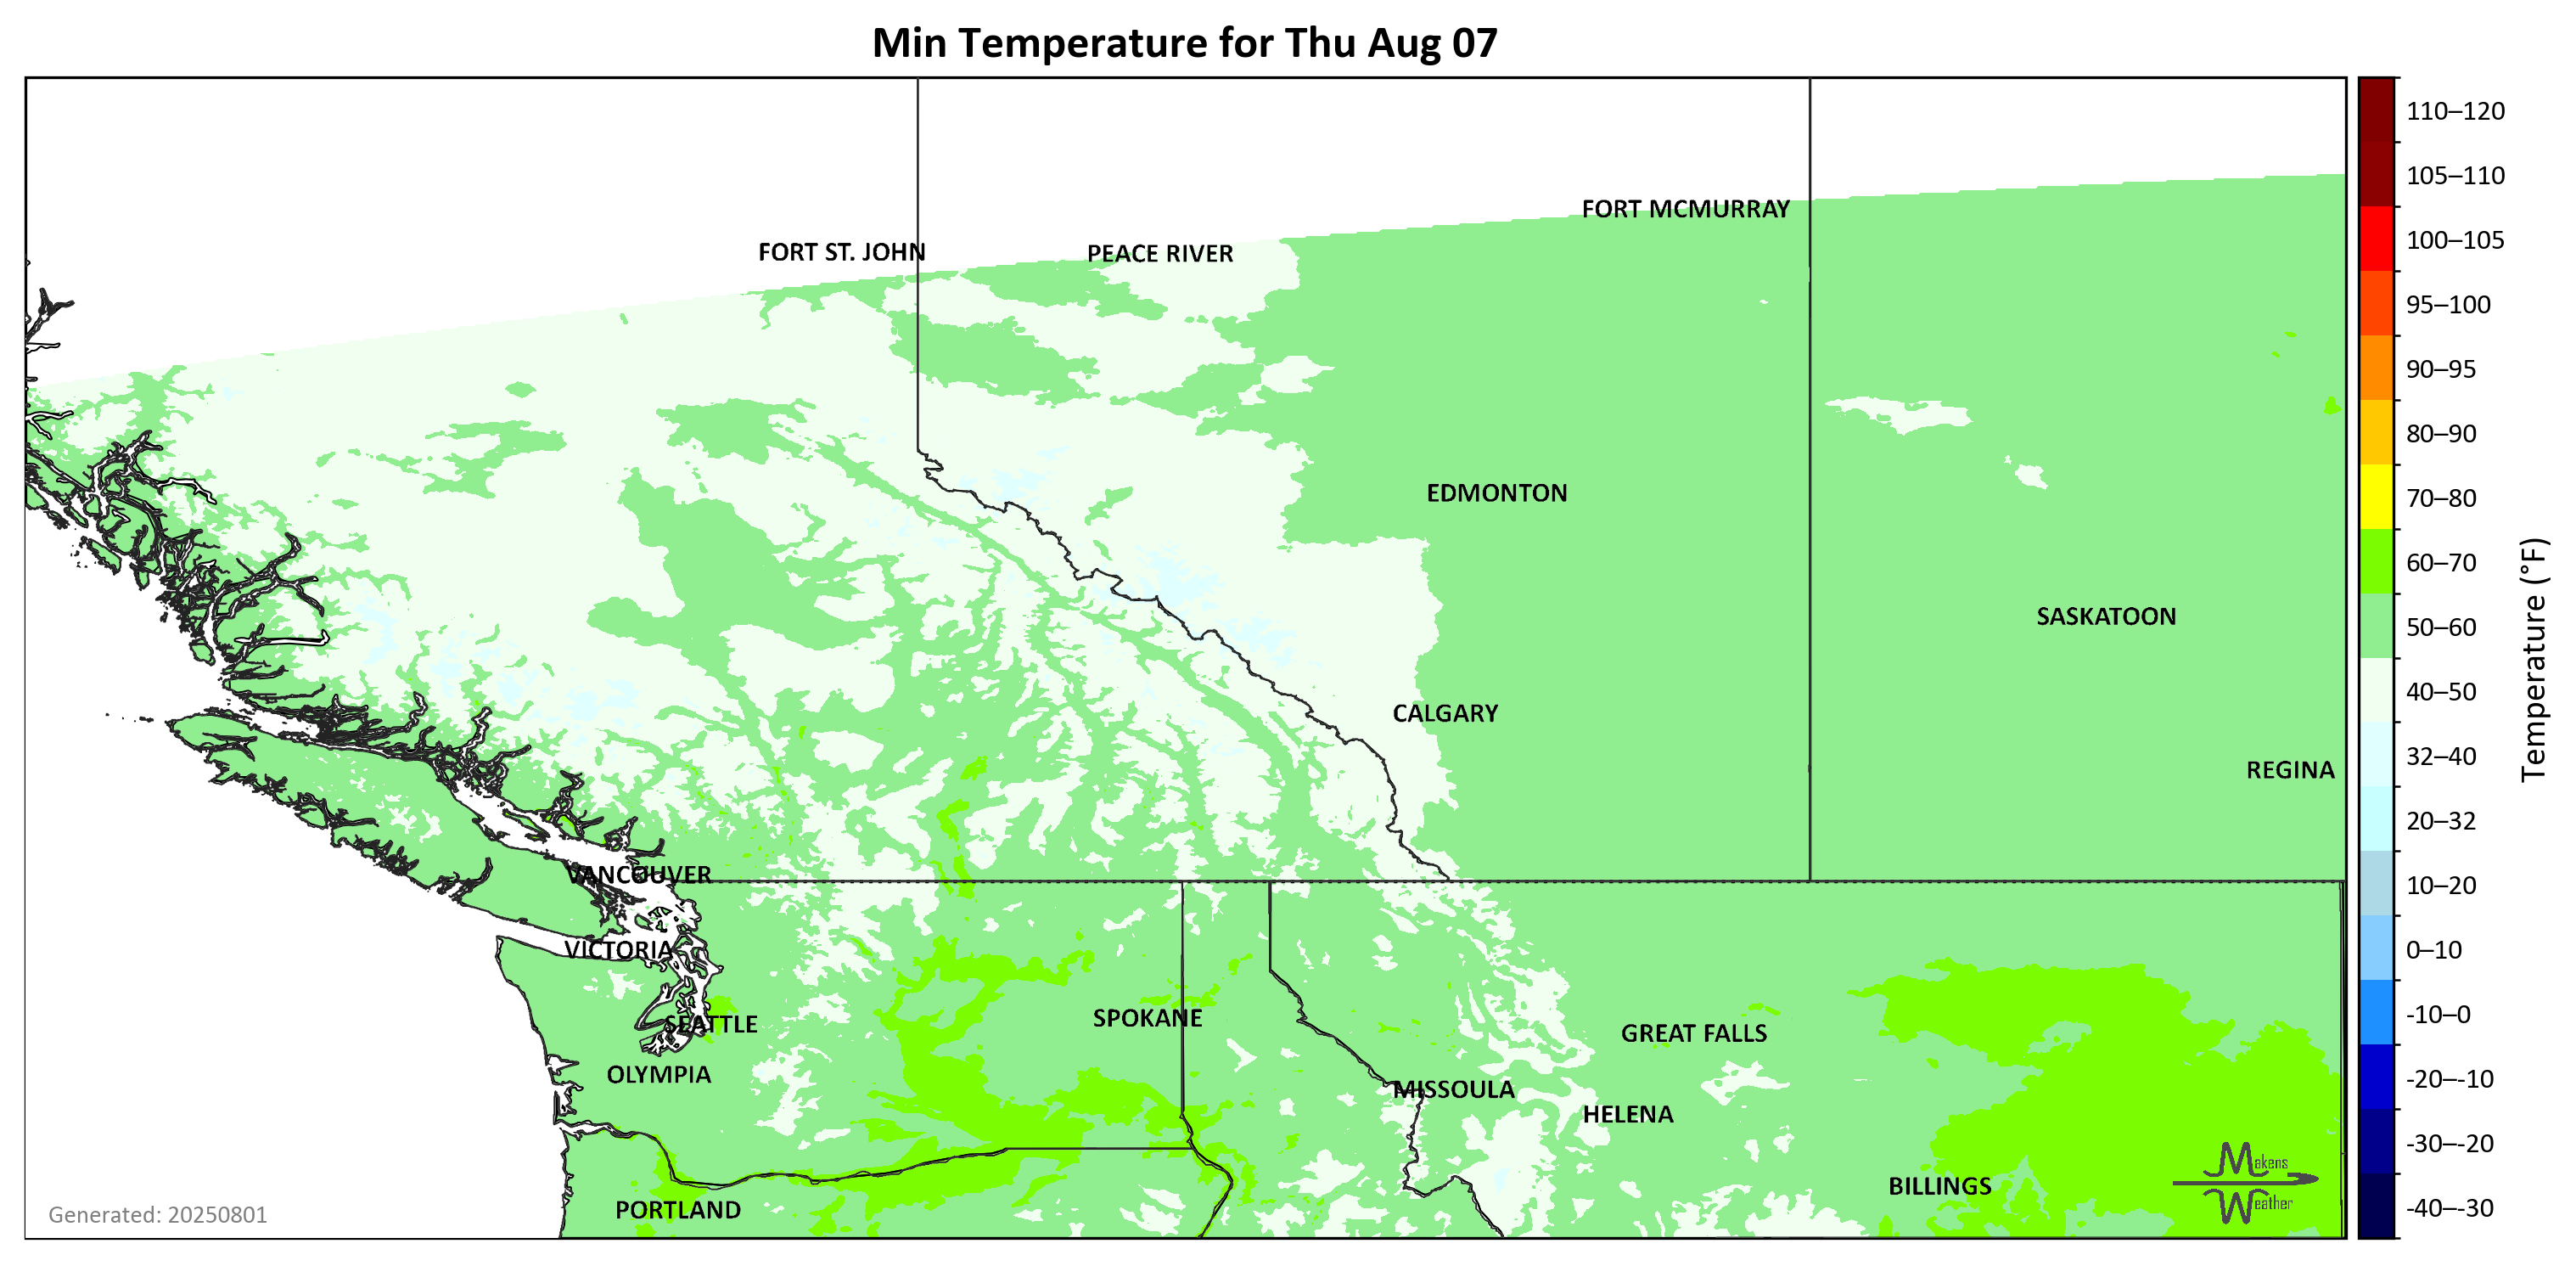 Min Temperature for Thu Aug 07
110–120
105–110
100–105
95–100
90–95
80–90
70–80
60–70
50–60
40–50
32–40
20–32
10–20
0–10
-10–0
-20–-10
-30–-20
-40–-30
Temperature (°F)
FORT MCMURRAY
FORT ST. JOHN
PEACE RIVER
EDMONTON
SASKATOON
CALGARY
REGINA
VANCOUVER
VICTORIA
SEATTLE
SPOKANE
GREAT FALLS
OLYMPIA
MISSOULA
HELENA
BILLINGS
PORTLAND
Makens
Weather
Generated: 20250801